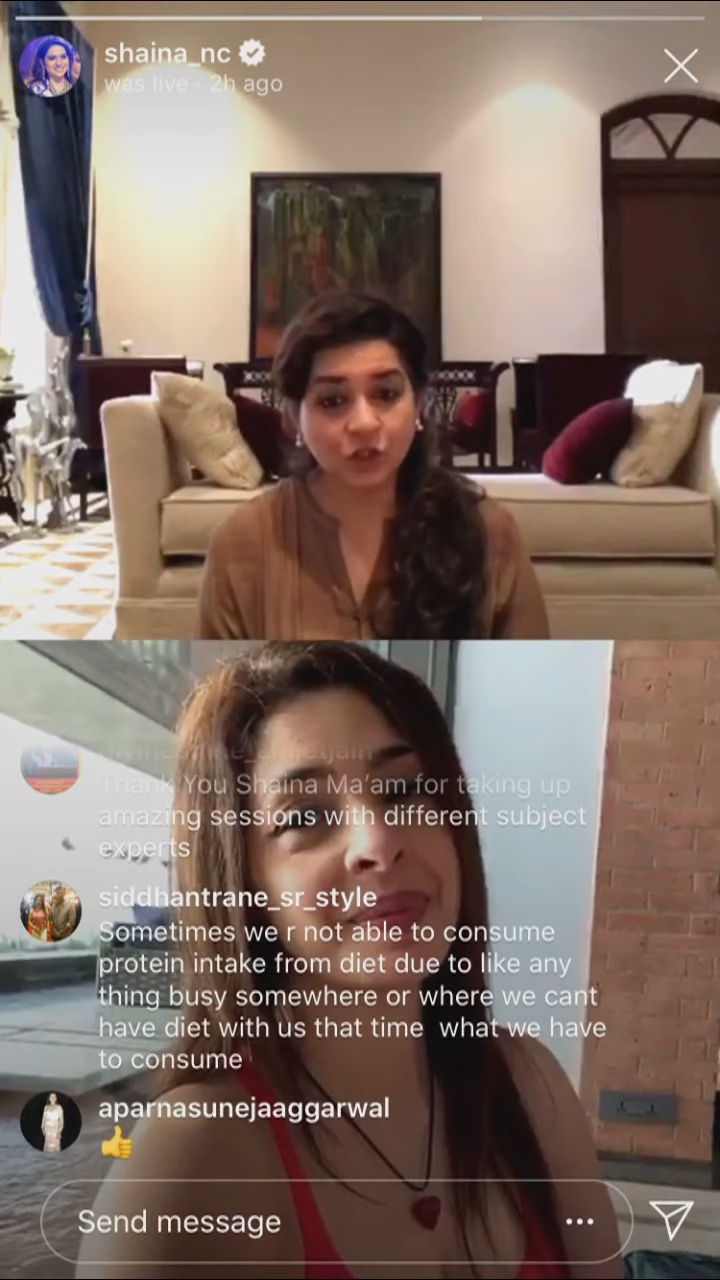 shaina_nc
was live · 2h ago
Thank You Shaina Ma'am for taking up
amazing sessions with different subject
experts
siddhantrane_sr_style
Sometimes we r not able to consume
protein intake from diet due to like any
thing busy somewhere or where we cant
have diet with us that time what we have
to consume
aparnasunejaaggarwal
👍
Send message